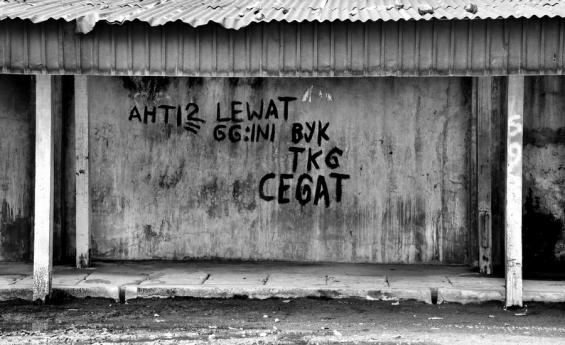 AHTI2 LEWAT
GG:INI BYK
TKG
CEGAT